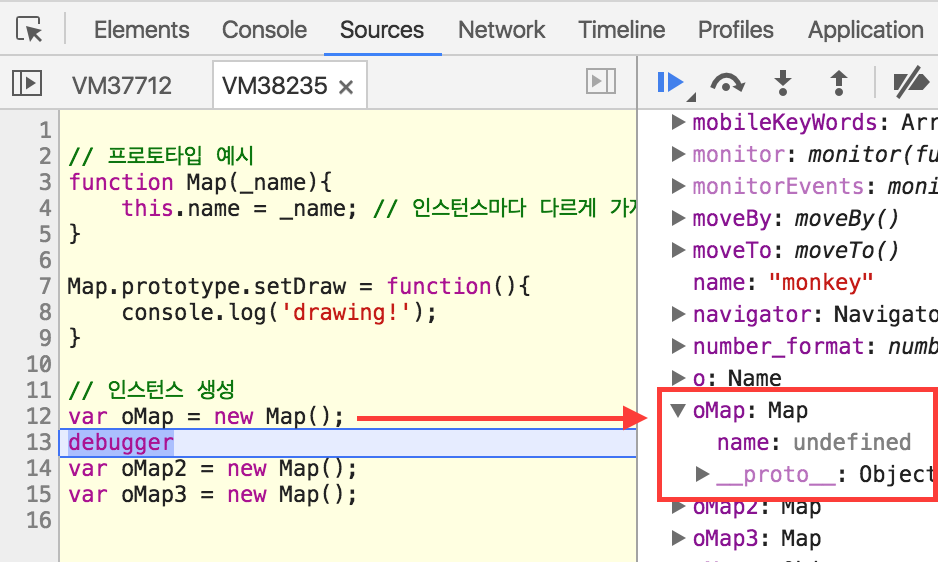 Elements Console Sources Network Timeline Profiles Application
VM37712 VM38235 ×
1
2 // 프로토타입 예시
3 function Map(_name){
4     this.name = _name; // 인스턴스마다 다르게 가
5 }
6
7 Map.prototype.setDraw = function(){
8     console.log('drawing!');
9 }
10
11 // 인스턴스 생성
12 var oMap = new Map();
13 debugger
14 var oMap2 = new Map();
15 var oMap3 = new Map();
16
mobileKeyWords: Arr
monitor: monitor(fu
monitorEvents: moni
moveBy: moveBy()
moveTo: moveTo()
name: "monkey"
navigator: Navigato
number_format: numb
o: Name
oMap: Map
name: undefined
__proto__: Object
oMap2: Map
oMap3: Map